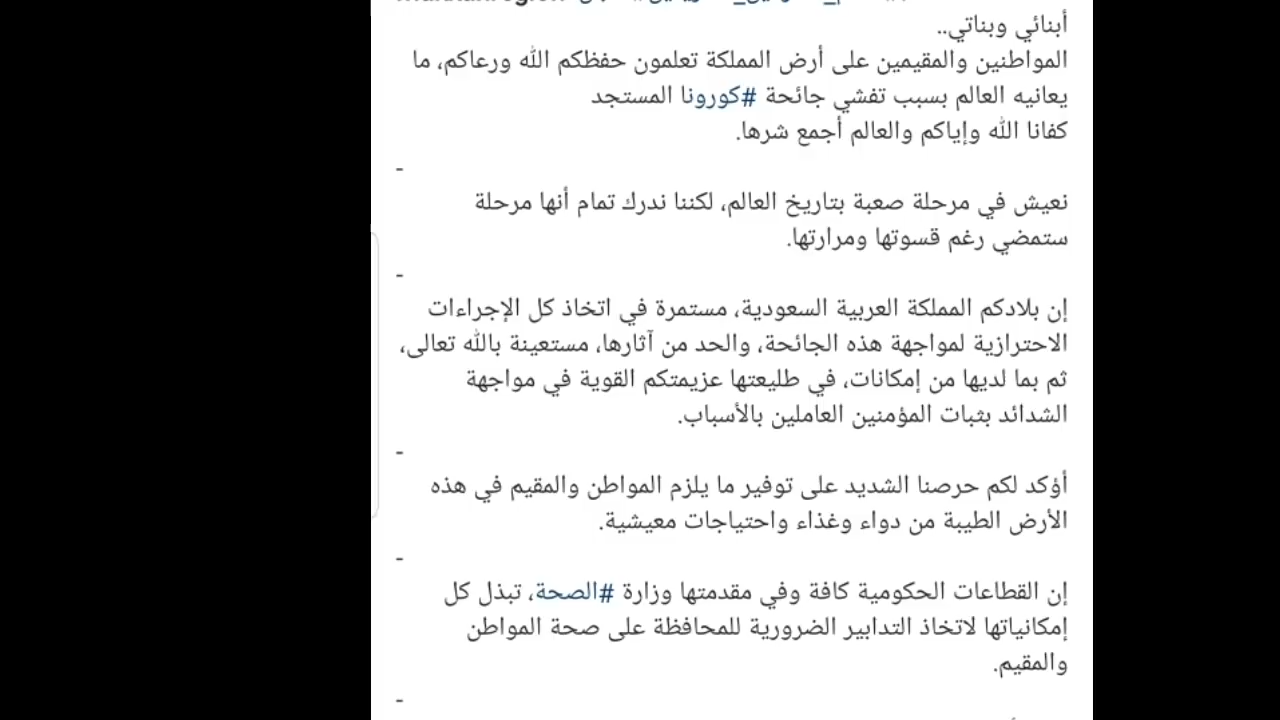 أبنائي وبناتي..
المواطنين والمقيمين على أرض المملكة تعلمون حفظكم الله ورعاكم، ما
يعانيه العالم بسبب تفشي جائحة #كورونا المستجد
كفانا الله وإياكم والعالم أجمع شرها.
-
نعيش في مرحلة صعبة بتاريخ العالم، لكننا ندرك تمام أنها مرحلة
ستمضي رغم قسوتها ومرارتها.
-
إن بلادكم المملكة العربية السعودية، مستمرة في اتخاذ كل الإجراءات
الاحترازية لمواجهة هذه الجائحة، والحد من آثارها، مستعينة بالله تعالى،
ثم بما لديها من إمكانات، في طليعتها عزيمتكم القوية في مواجهة
الشدائد بثبات المؤمنين العاملين بالأسباب.
-
أؤكد لكم حرصنا الشديد على توفير ما يلزم المواطن والمقيم في هذه
الأرض الطيبة من دواء وغذاء واحتياجات معيشية.
-
إن القطاعات الحكومية كافة وفي مقدمتها وزارة #الصحة، تبذل كل
إمكانياتها لاتخاذ التدابير الضرورية للمحافظة على صحة المواطن
والمقيم.
-